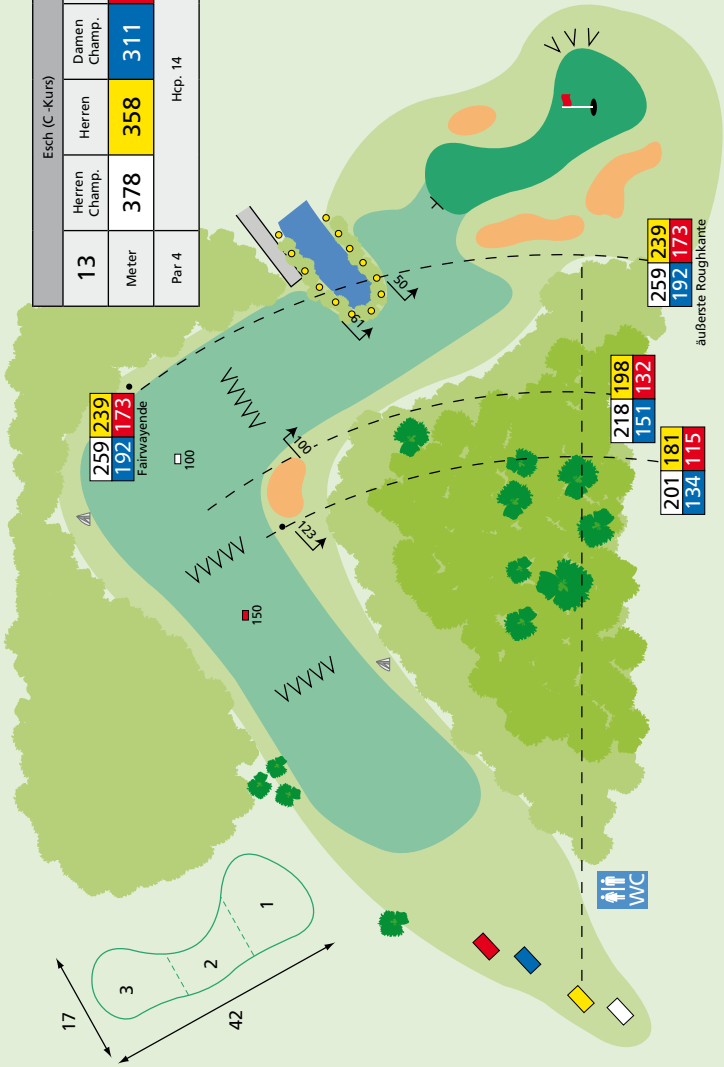 Esch (C -Kurs)
13
Herren
Champ.
Herren
Damen
Champ.
Meter
378
358
311
Par 4
Hcp. 14
259 239
192 173
Fairwayende
100
150
61
50
100
123
259 239
192 173
äußerste Roughkante
218 198
151 132
201 181
134 115
WC
17
42
3
2
1